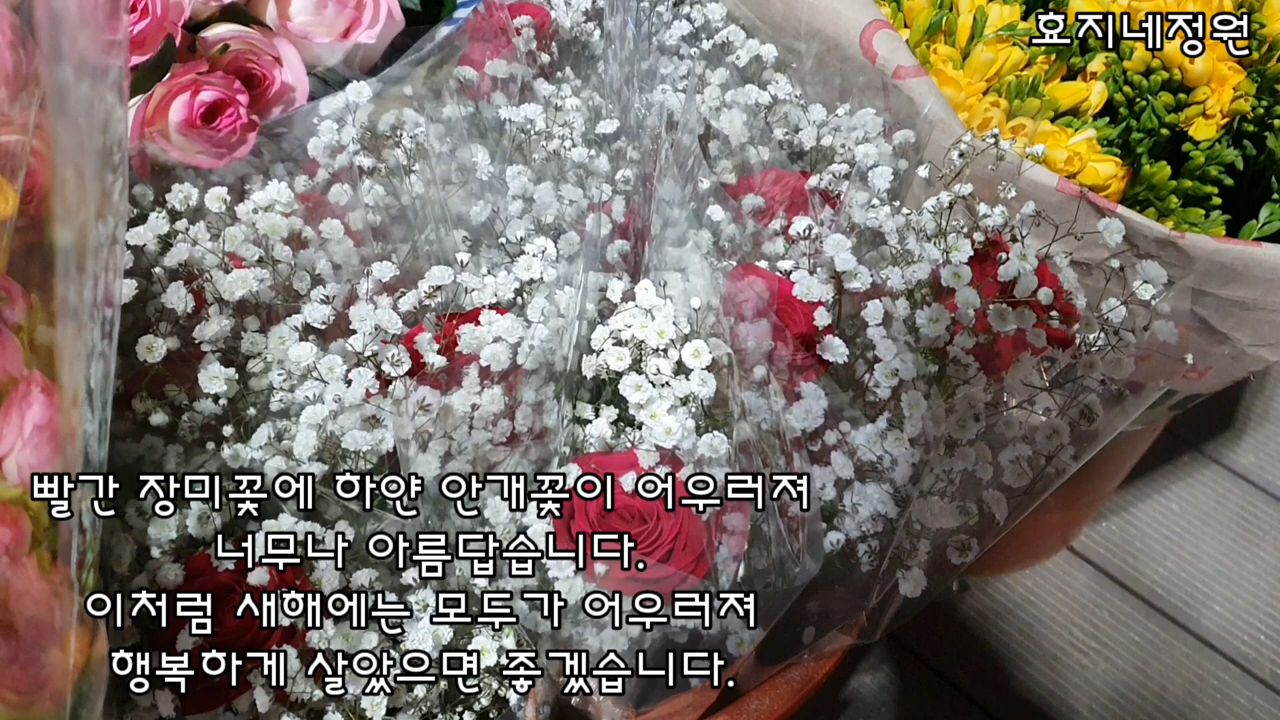 효지네정원
빨간 장미꽃에 하얀 안개꽃이 어우러져
너무나 아름답습니다.
이처럼 새해에는 모두가 어우러져
행복하게 살았으면 좋겠습니다.